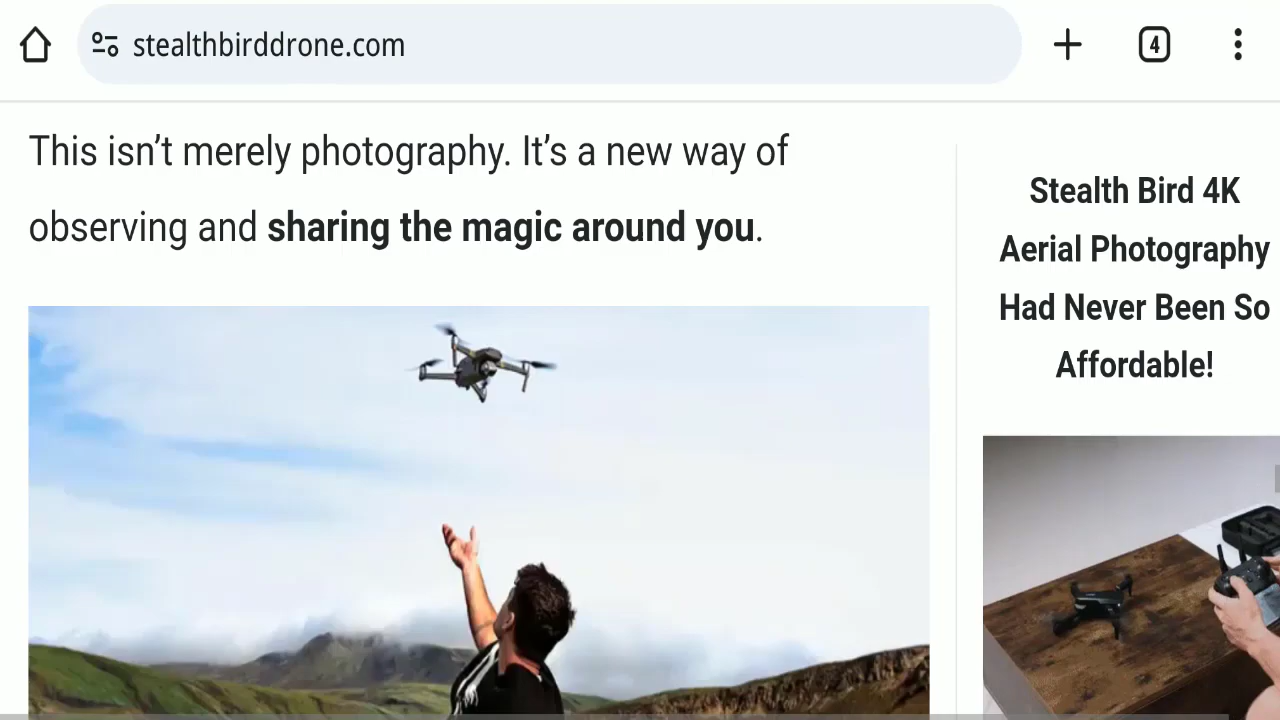 stealthbirddrone.com
4
This isn’t merely photography. It’s a new way of
observing and sharing the magic around you.
Stealth Bird 4K
Aerial Photography
Had Never Been So
Affordable!